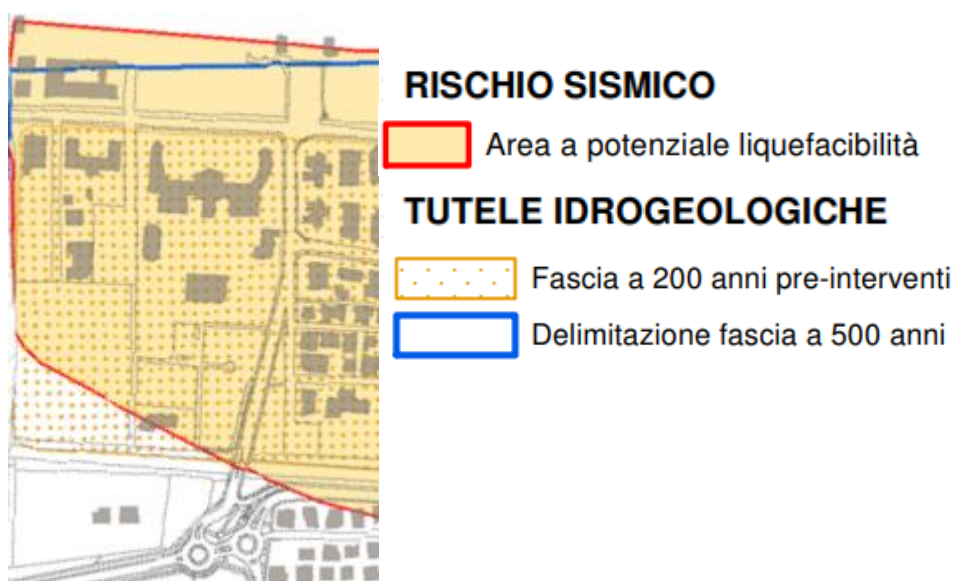 RISCHIO SISMICO
Area a potenziale liquefacibilità
TUTELE IDROGEOLOGICHE
Fascia a 200 anni pre-interventi
Delimitazione fascia a 500 anni